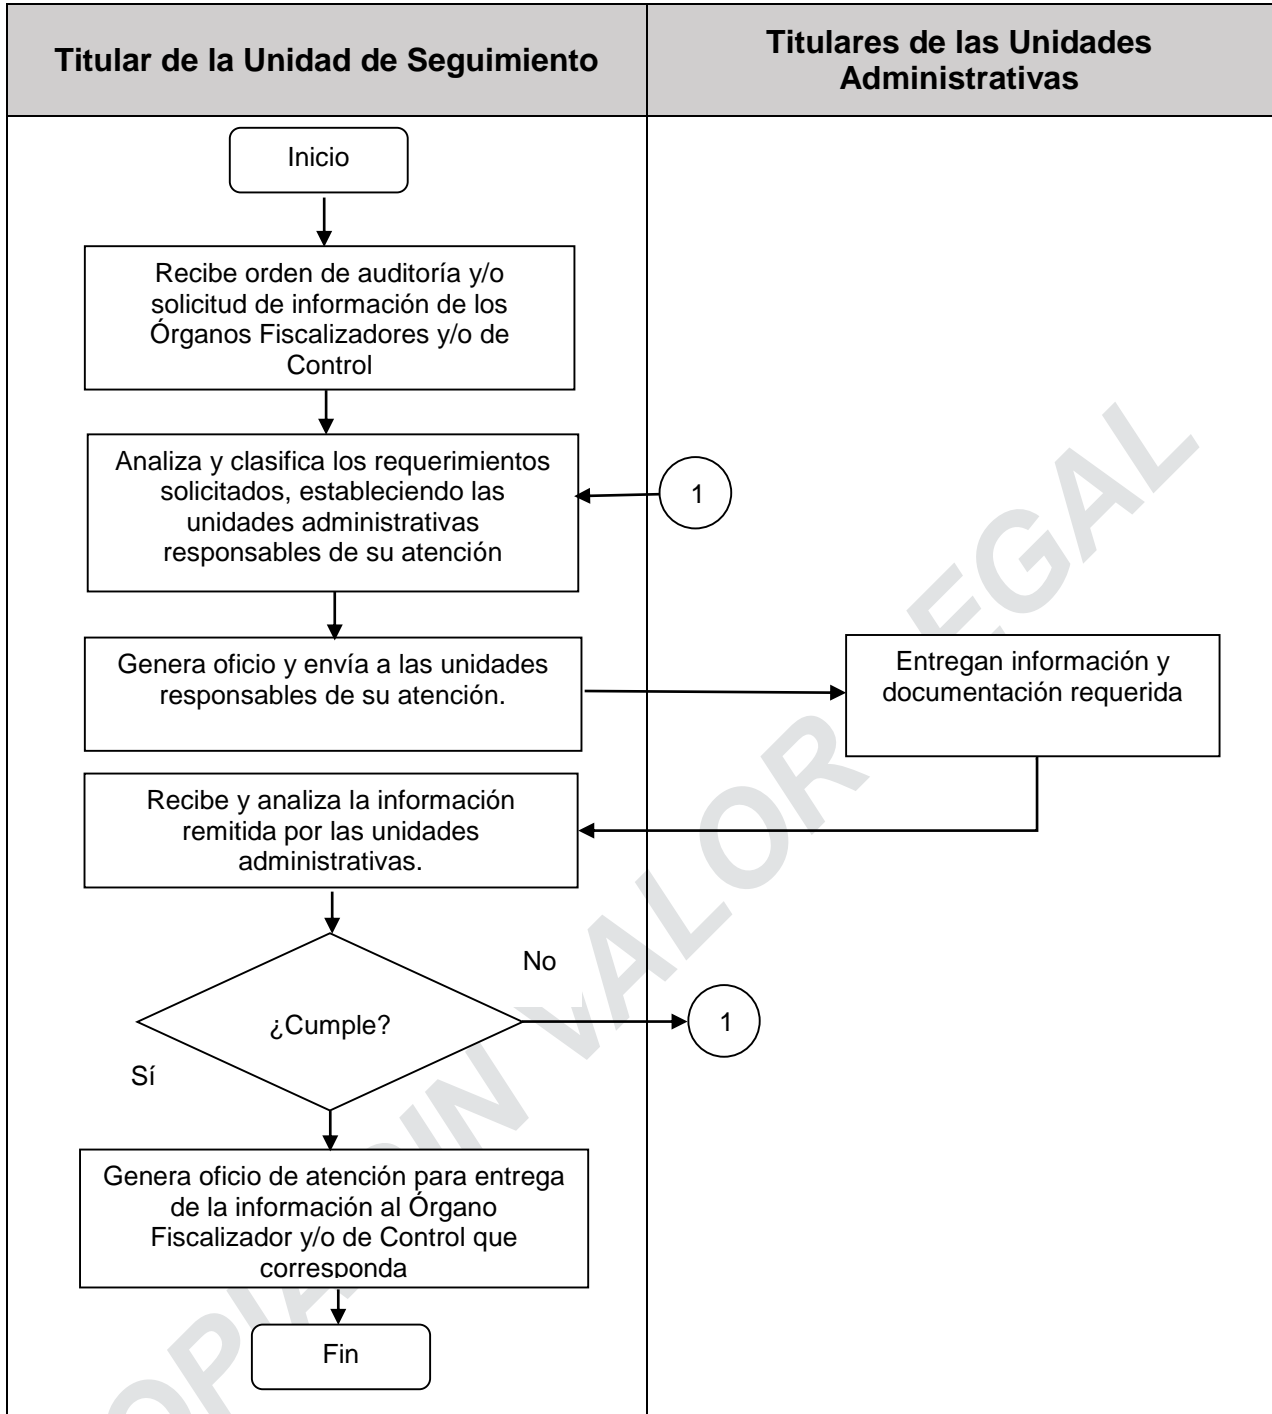 Titular de la Unidad de Seguimiento
Titulares de las Unidades
Administrativas
Inicio
Recibe orden de auditoría y/o
solicitud de información de los
Órganos Fiscalizadores y/o de
Control
Analiza y clasifica los requerimientos
solicitados, estableciendo las
unidades administrativas
responsables de su atención
1
Genera oficio y envía a las unidades
responsables de su atención.
Entregan información y
documentación requerida
Recibe y analiza la información
remitida por las unidades
administrativas.
No
¿Cumple?
1
Sí
Genera oficio de atención para entrega
de la información al Órgano
Fiscalizador y/o de Control que
corresponda
Fin
VALOR